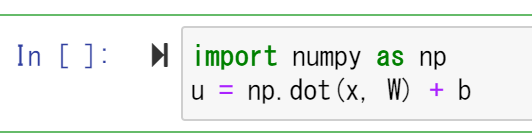 In [ ]:
import numpy as np
u = np.dot(x, W) + b